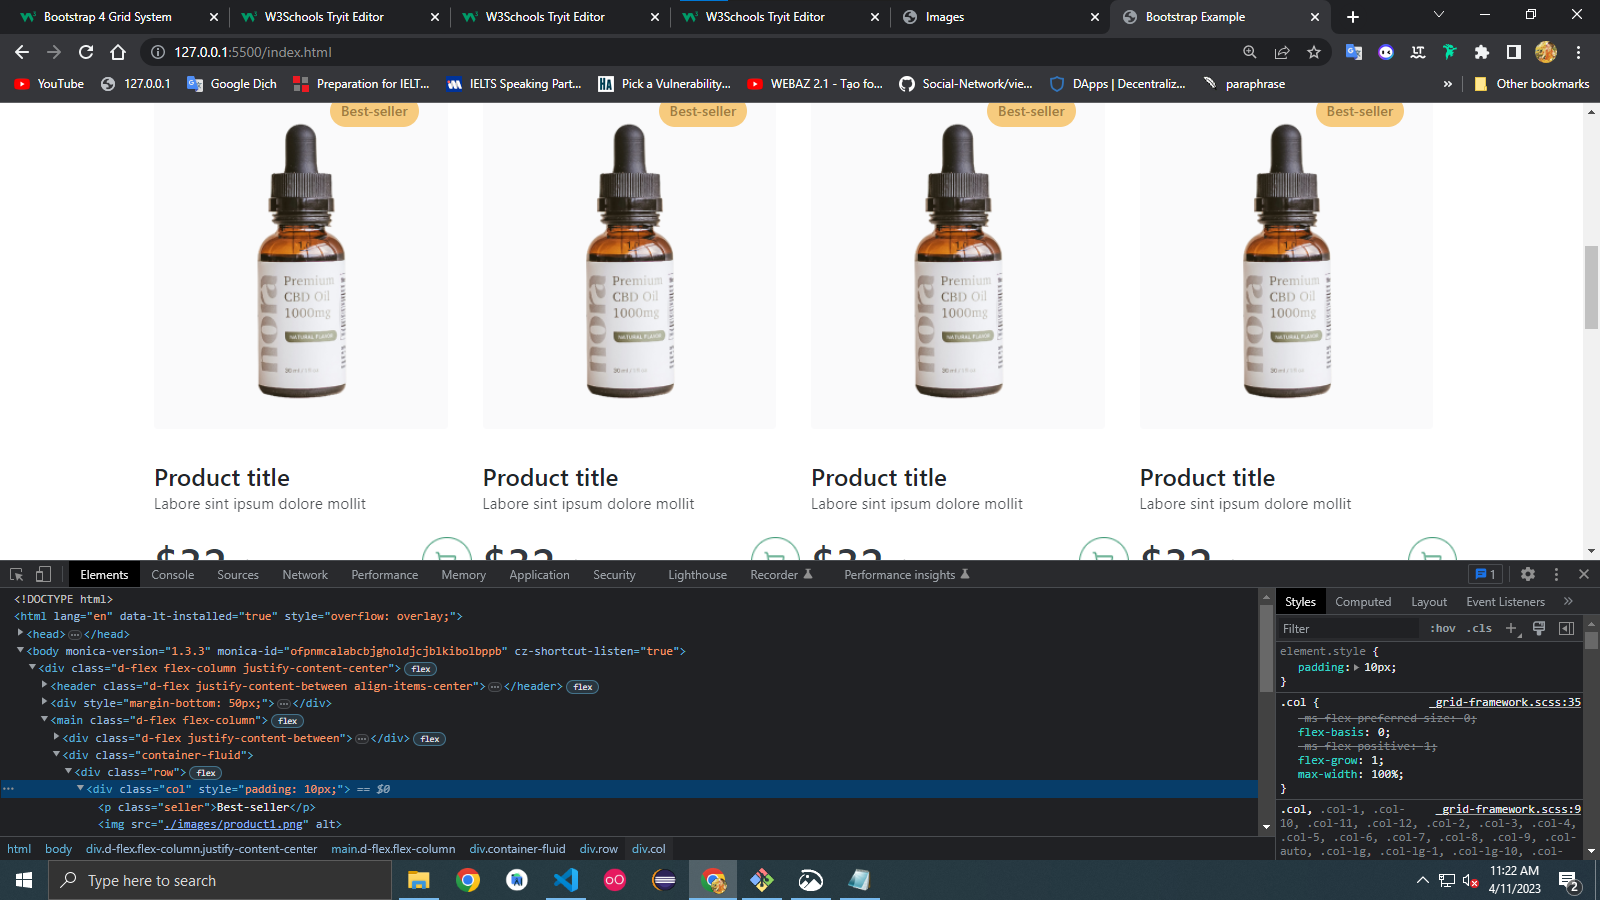 Bootstrap 4 Grid System
W3Schools Tryit Editor
W3Schools Tryit Editor
W3Schools Tryit Editor
Images
Bootstrap Example
127.0.0.1:5500/index.html
YouTube
127.0.0.1
Google Dịch
Preparation for IELT...
IELTS Speaking Part...
Pick a Vulnerability...
WEBAZ 2.1 - Tạo fo...
Social-Network/vie...
DApps | Decentraliz...
paraphrase
»
Other bookmarks
Best-seller
Best-seller
Best-seller
Best-seller
nora
Premium
CBD Oil
1000mg
NATURAL FLAVOR
nora
Premium
CBD Oil
1000mg
NATURAL FLAVOR
nora
Premium
CBD Oil
1000mg
NATURAL FLAVOR
nora
Premium
CBD Oil
1000mg
NATURAL FLAVOR
Product title
Labore sint ipsum dolore mollit
Product title
Labore sint ipsum dolore mollit
Product title
Labore sint ipsum dolore mollit
Product title
Labore sint ipsum dolore mollit
$32
$32
$32
$32
Elements Console Sources Network Performance Memory Application Security Lighthouse Recorder Performance insights
1
<!DOCTYPE html>
<html lang="en" data-lt-installed="true" style="overflow: overlay;">
<head>…</head>
<body monica-version="1.3.3" monica-id="ofpnmcalabcbjgholdjcjblkibolbppb" cz-shortcut-listen="true">
<div class="d-flex flex-column justify-content-center"> flex
<header class="d-flex justify-content-between align-items-center">…</header> flex
<div style="margin-bottom: 50px;">…</div>
<main class="d-flex flex-column"> flex
<div class="d-flex justify-content-between">…</div> flex
<div class="container-fluid">
<div class="row"> flex
… <div class="col" style="padding: 10px;"> == $0
<p class="seller">Best-seller</p>
<img src="./images/product1.png" alt>
html body div.d-flex.flex-column.justify-content-center main.d-flex.flex-column div.container-fluid div.row div.col
Styles Computed Layout Event Listeners »
Filter :hov .cls +
element.style {
padding: 10px;
}
.col { _grid-framework.scss:35
-ms-flex-preferred-size: 0;
flex-basis: 0;
-ms-flex-positive: 1;
flex-grow: 1;
max-width: 100%;
}
.col, .col-1, .col- _grid-framework.scss:9
10, .col-11, .col-12, .col-2, .col-3, .col-4,
.col-5, .col-6, .col-7, .col-8, .col-9, .col-
auto, .col-lg, .col-lg-1, .col-lg-10, .col-
Type here to search
11:22 AM
4/11/2023
2